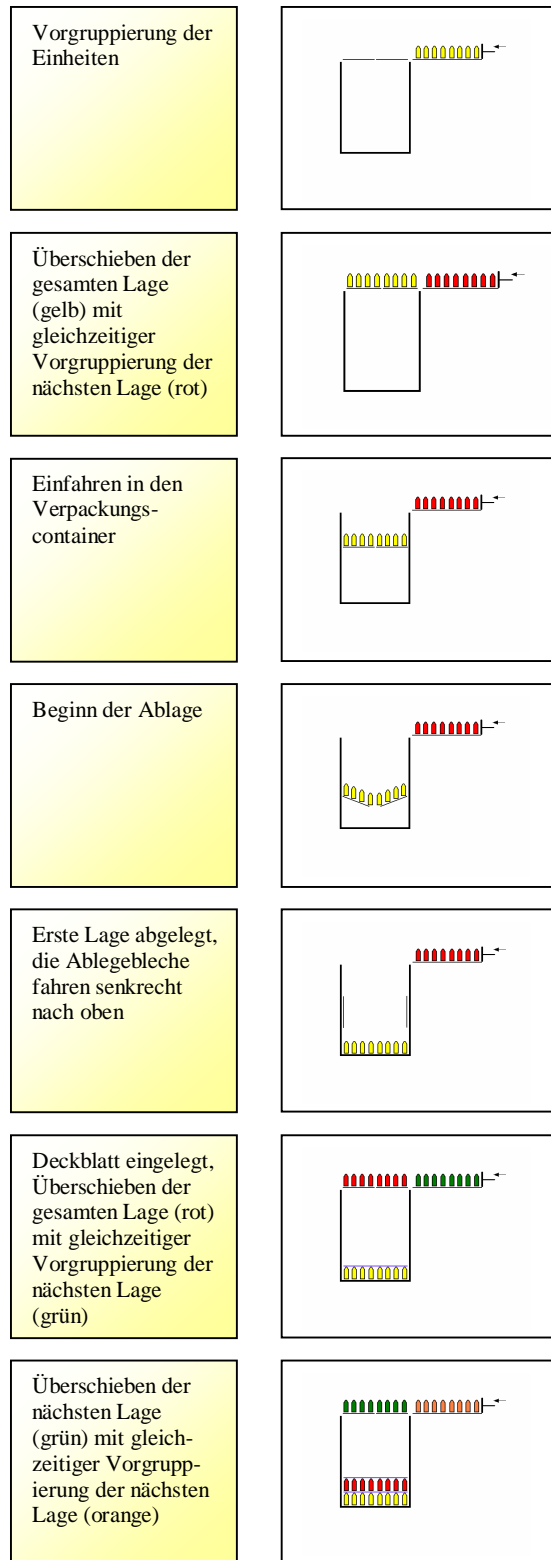 Vorgruppierung der
Einheiten
Überschieben der
gesamten Lage
(gelb) mit
gleichzeitiger
Vorgruppierung der
nächsten Lage (rot)
Einfahren in den
Verpackungs-
container
Beginn der Ablage
Erste Lage abgelegt,
die Ablegebleche
fahren senkrecht
nach oben
Deckblatt eingelegt,
Überschieben der
gesamten Lage (rot)
mit gleichzeitiger
Vorgruppierung der
nächsten Lage
(grün)
Überschieben der
nächsten Lage
(grün) mit gleich-
zeitiger Vorgrupp-
ierung der nächsten
Lage (orange)